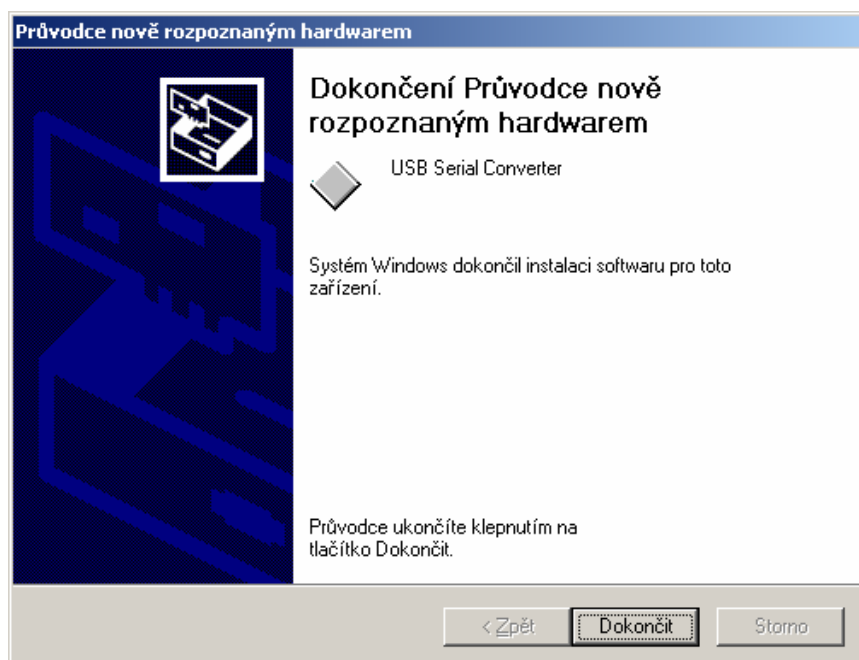 Průvodce nově rozpoznaným hardwarem
Dokončení Průvodce nově
rozpoznaným hardwarem
USB Serial Converter
Systém Windows dokončil instalaci softwaru pro toto
zařízení.
Průvodce ukončíte klepnutím na
tlačítko Dokončit.
< Zpět
Dokončit
Storno